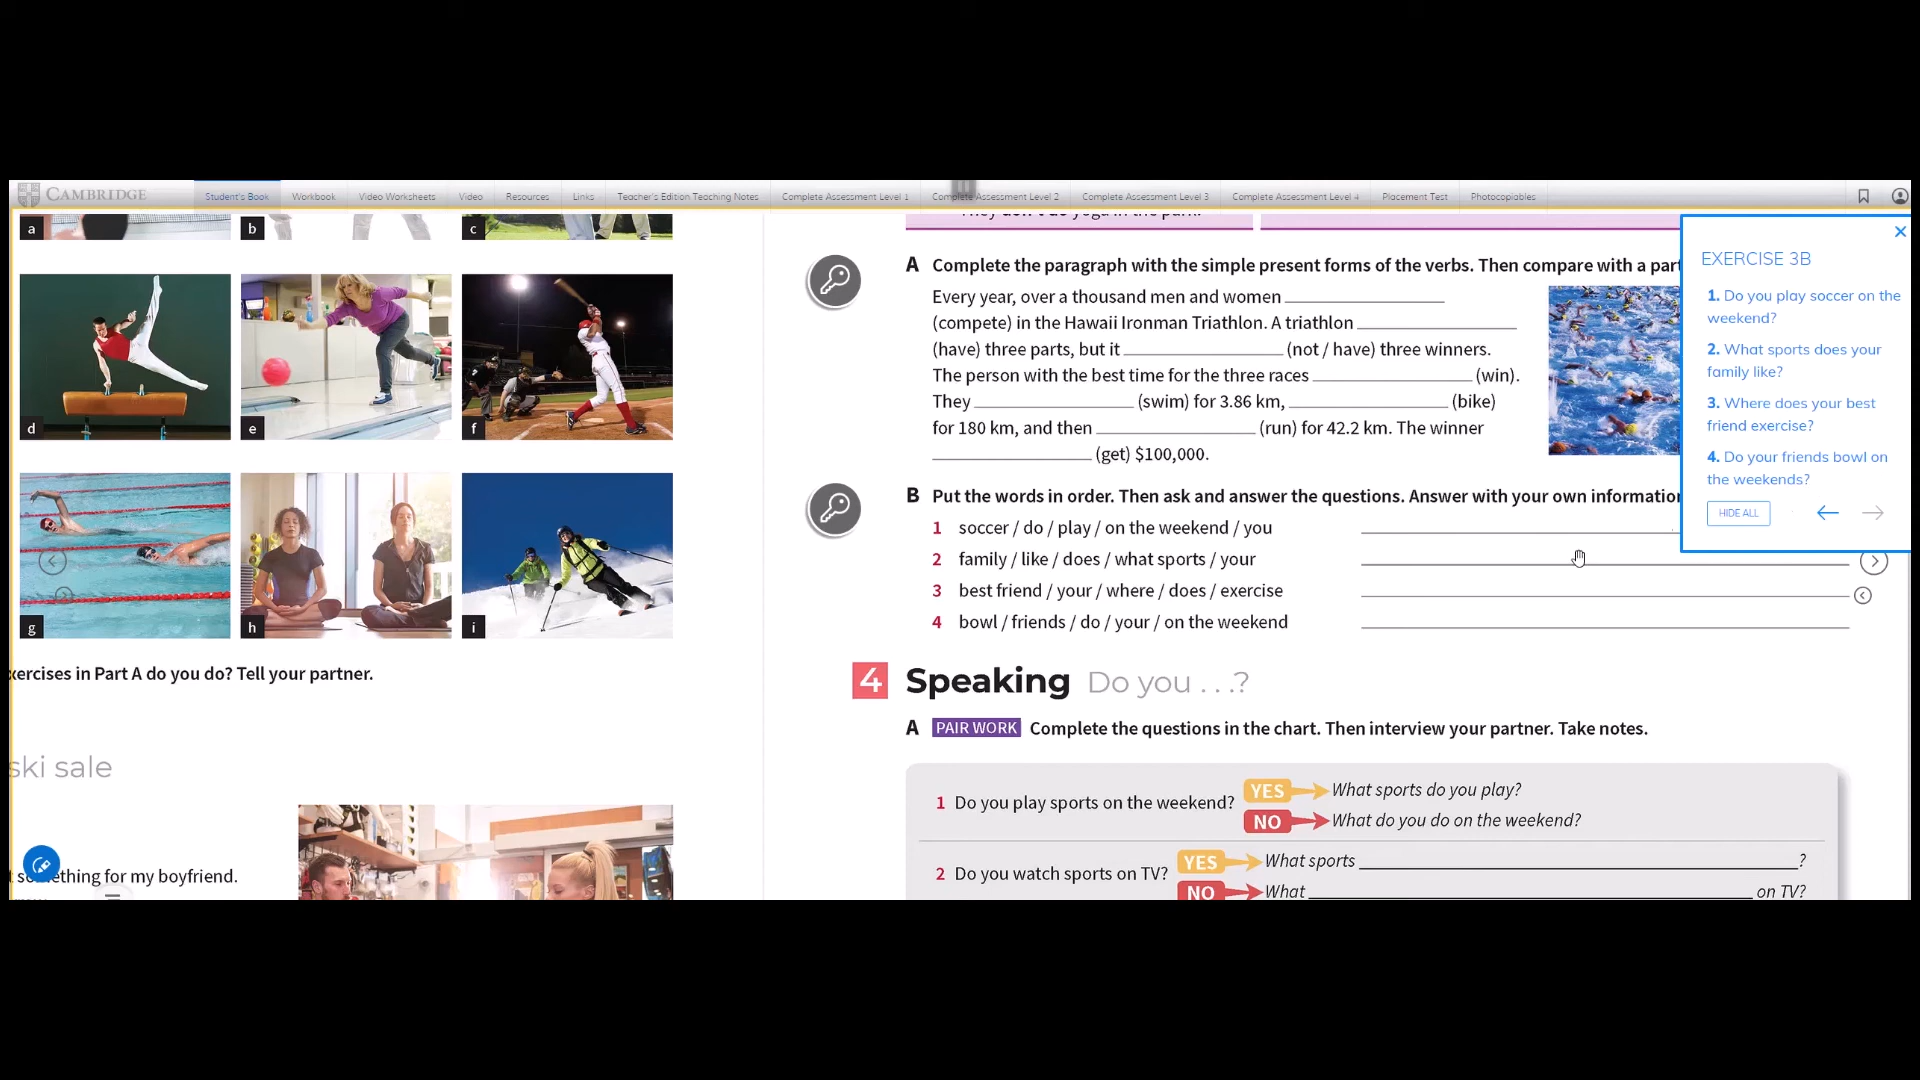 CAMBRIDGE
Student's Book
Workbook
Video Worksheets
Video
Resources
Links
Teacher's Edition Teaching Notes
Complete Assessment Level 1
Complete Assessment Level 2
Complete Assessment Level 3
Complete Assessment Level 4
Placement Test
Photocopiables
a
b
c
d
e
f
g
h
i
exercises in Part A do you do? Tell your partner.
ski sale
something for my boyfriend.
They don't do yoga in the park.
A Complete the paragraph with the simple present forms of the verbs. Then compare with a
Every year, over a thousand men and women
(compete) in the Hawaii Ironman Triathlon. A triathlon
(have) three parts, but it (not / have) three winners.
The person with the best time for the three races (win).
They (swim) for 3.86 km, (bike)
for 180 km, and then (run) for 42.2 km. The winner
(get) $100,000.
B Put the words in order. Then ask and answer the questions. Answer with your own information
1 soccer / do / play / on the weekend / you
2 family / like / does / what sports / your
3 best friend / your / where / does / exercise
4 bowl / friends / do / your / on the weekend
EXERCISE 3B
1. Do you play soccer on the
weekend?
2. What sports does your
family like?
3. Where does your best
friend exercise?
4. Do your friends bowl on
the weekends?
HIDE ALL
4 Speaking Do you . . .?
A PAIR WORK Complete the questions in the chart. Then interview your partner. Take notes.
1 Do you play sports on the weekend?
YES What sports do you play?
NO What do you do on the weekend?
2 Do you watch sports on TV?
YES What sports ?
NO What on TV?